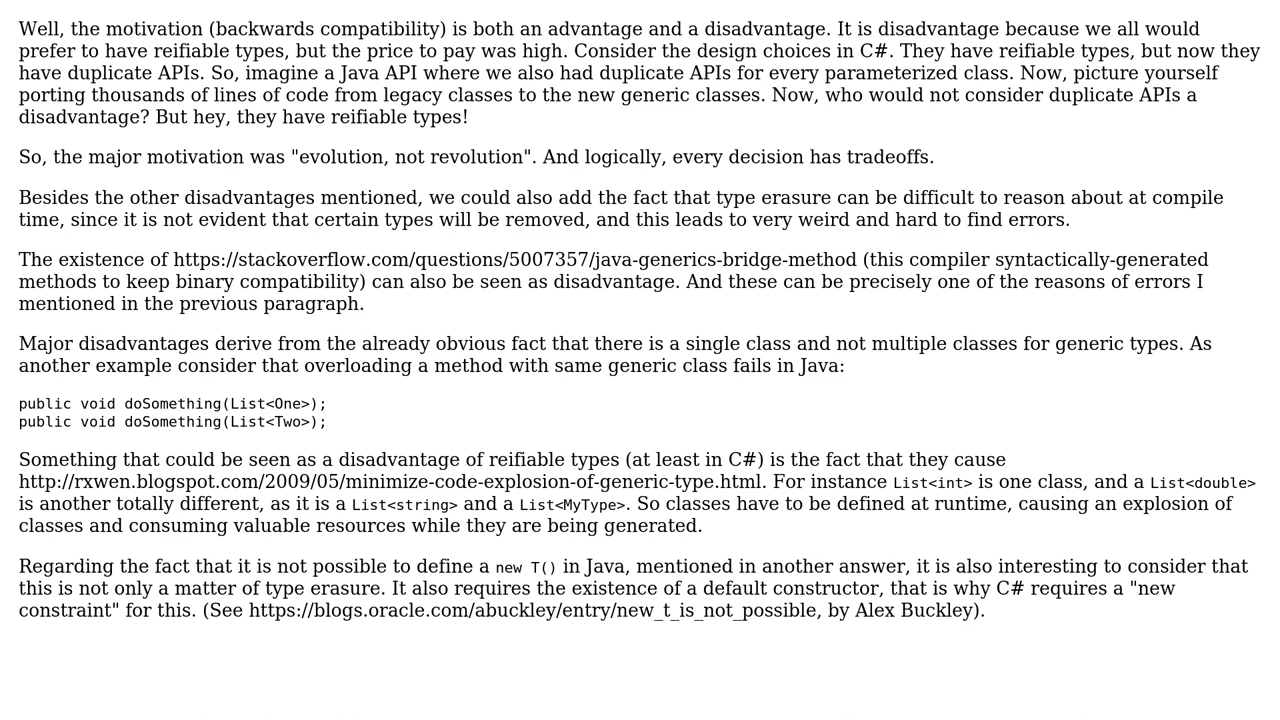 Well, the motivation (backwards compatibility) is both an advantage and a disadvantage. It is disadvantage because we all would
prefer to have reifiable types, but the price to pay was high. Consider the design choices in C#. They have reifiable types, but now they
have duplicate APIs. So, imagine a Java API where we also had duplicate APIs for every parameterized class. Now, picture yourself
porting thousands of lines of code from legacy classes to the new generic classes. Now, who would not consider duplicate APIs a
disadvantage? But hey, they have reifiable types!
So, the major motivation was "evolution, not revolution". And logically, every decision has tradeoffs.
Besides the other disadvantages mentioned, we could also add the fact that type erasure can be difficult to reason about at compile
time, since it is not evident that certain types will be removed, and this leads to very weird and hard to find errors.
The existence of https://stackoverflow.com/questions/5007357/java-generics-bridge-method (this compiler syntactically-generated
methods to keep binary compatibility) can also be seen as disadvantage. And these can be precisely one of the reasons of errors I
mentioned in the previous paragraph.
Major disadvantages derive from the already obvious fact that there is a single class and not multiple classes for generic types. As
another example consider that overloading a method with same generic class fails in Java:
public void doSomething(List<One>);
public void doSomething(List<Two>);
Something that could be seen as a disadvantage of reifiable types (at least in C#) is the fact that they cause
http://rxwen.blogspot.com/2009/05/minimize-code-explosion-of-generic-type.html. For instance List<int> is one class, and a List<double>
is another totally different, as it is a List<string> and a List<MyType>. So classes have to be defined at runtime, causing an explosion of
classes and consuming valuable resources while they are being generated.
Regarding the fact that it is not possible to define a new T() in Java, mentioned in another answer, it is also interesting to consider that
this is not only a matter of type erasure. It also requires the existence of a default constructor, that is why C# requires a "new
constraint" for this. (See https://blogs.oracle.com/abuckley/entry/new_t_is_not_possible, by Alex Buckley).